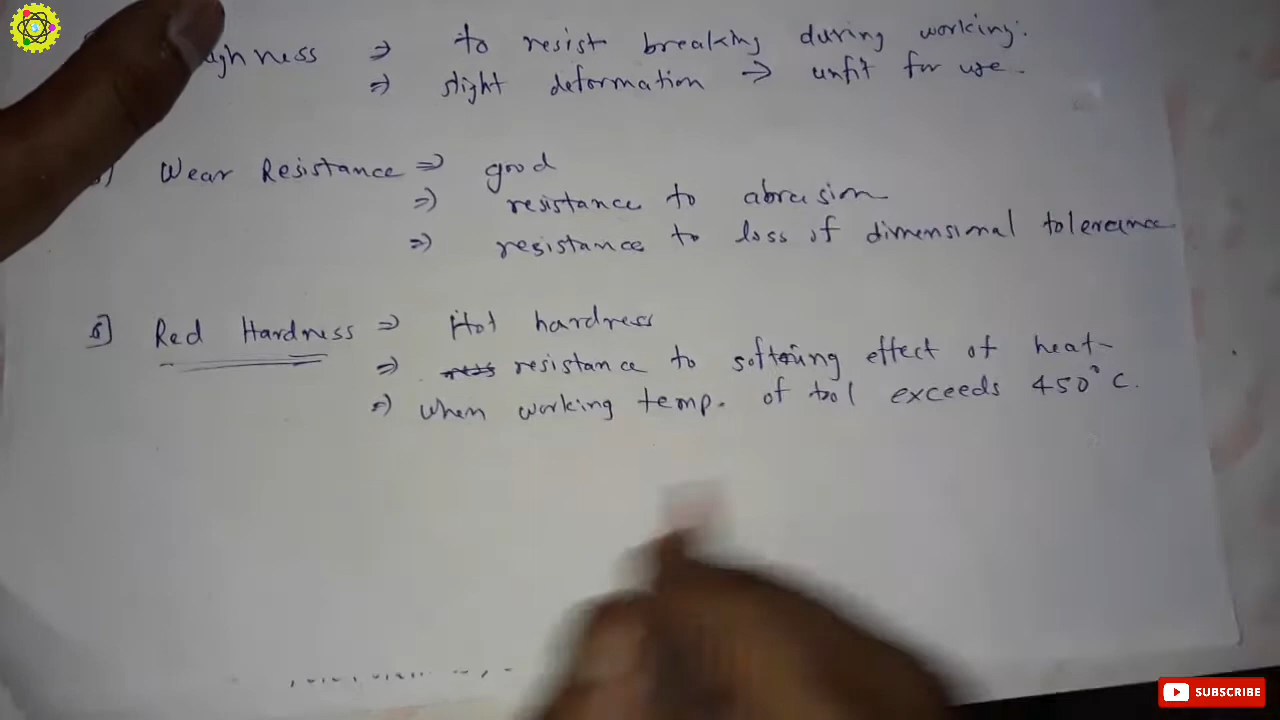 ghness ⇒ to resist breaking during working.
⇒ slight deformation → unfit for use.
Wear Resistance ⇒ good
⇒ resistance to abrasion
⇒ resistance to loss of dimensional tolerance
6] Red Hardness ⇒ Hot hardness
⇒ resistance to softening effect of heat
⇒ when working temp. of tool exceeds 450° C.
SUBSCRIBE